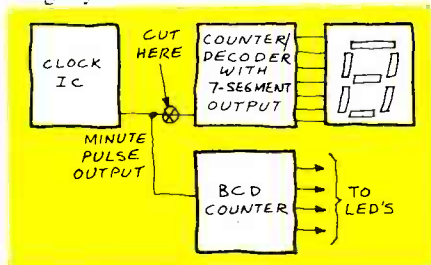 CLOCK
IC
CUT
HERE
COUNTER/
DECODER
WITH
7-SEGMENT
OUTPUT
MINUTE
PULSE
OUTPUT
BCD
COUNTER
TO
LED'S